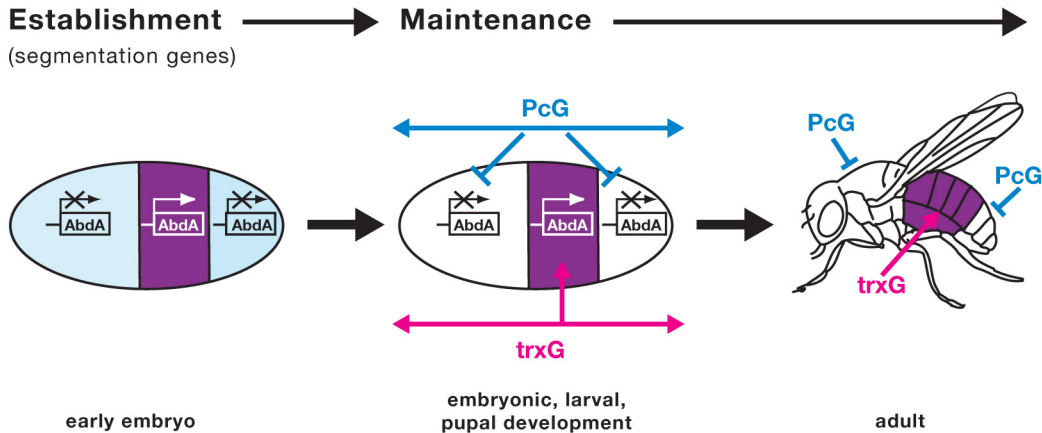 Establishment
Maintenance
(segmentation genes)
PcG
AbdA
AbdA
AbdA
AbdA
AbdA
AbdA
trxG
PcG
PcG
trxG
early embryo
embryonic, larval,
pupal development
adult